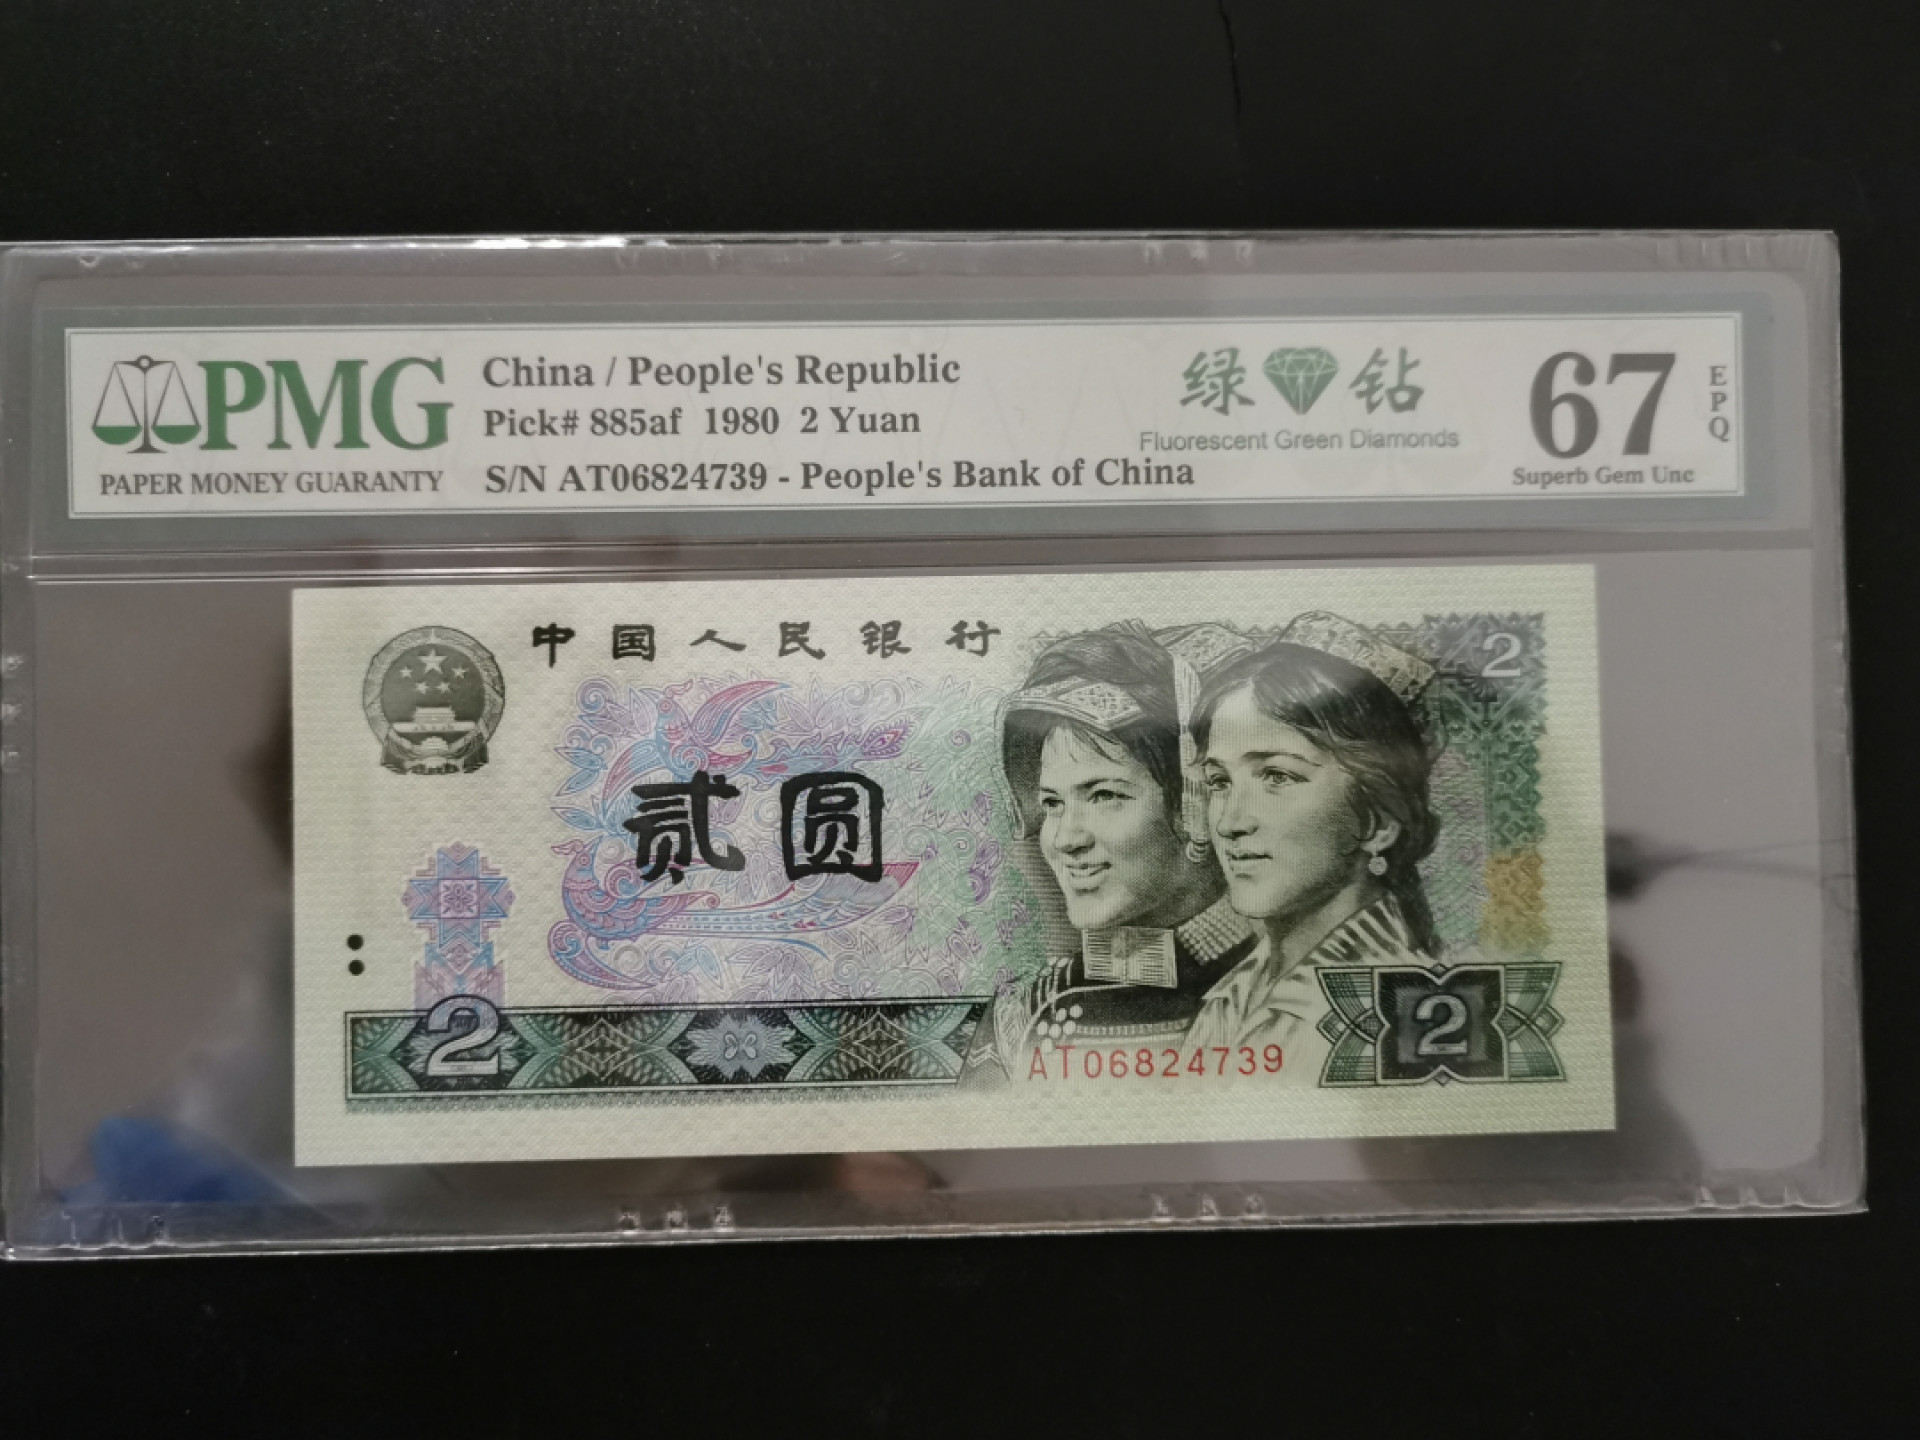 PMG
PAPER MONEY GUARANTY
China / People's Republic
Pick# 885af 1980 2 Yuan
S/N AT06824739 - People's Bank of China
绿钻
Fluorescent Green Diamonds
67
EPQ
Superb Gem Unc
中国人民银行
2
贰圆
2
AT06824739
2